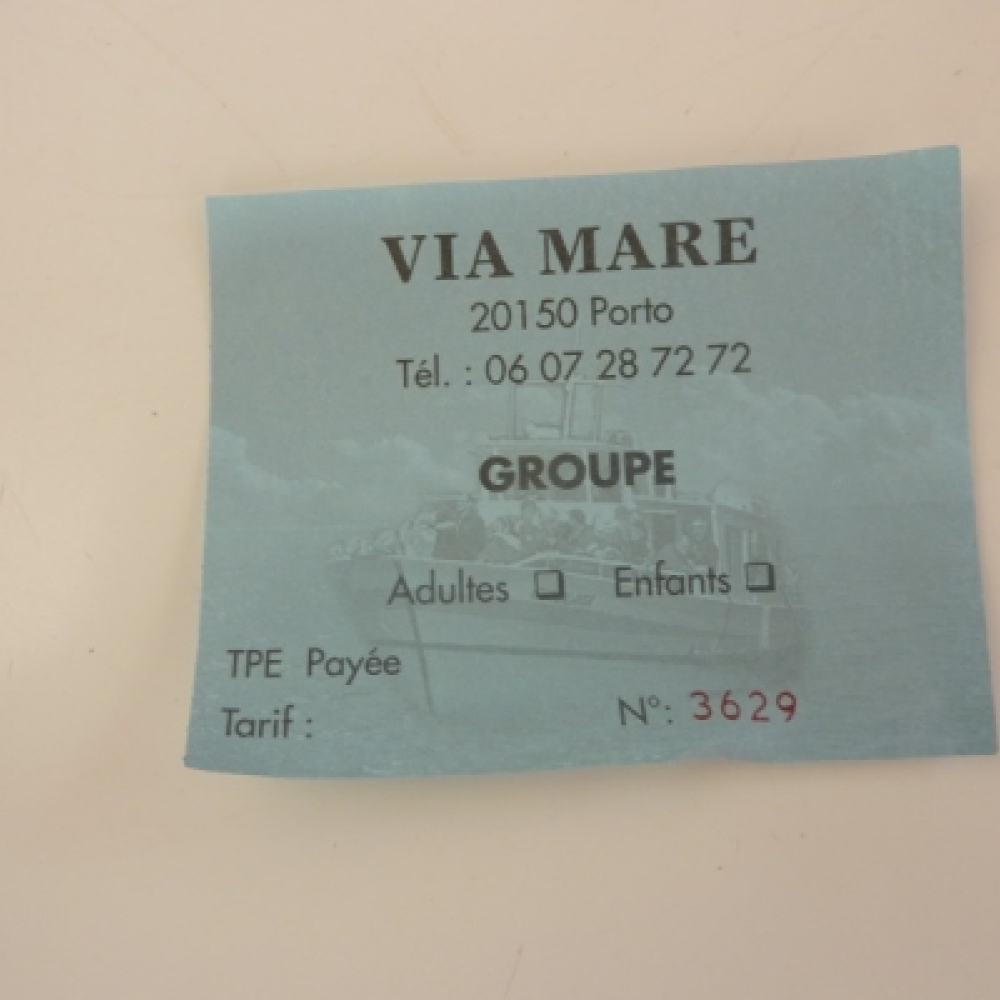 VIA MARE
20150 Porto
Tél. : 06 07 28 72 72
GROUPE
Adultes ❏ Enfants ❏
TPE Payée
Tarif : N°: 3629